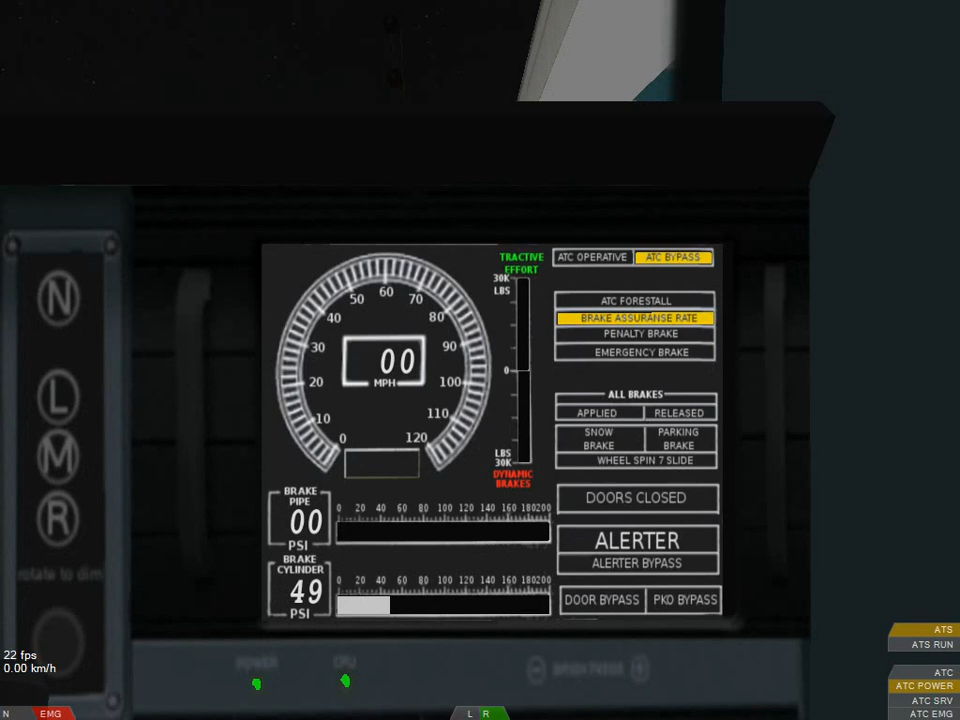 N
L
M
R
rotate to dim
TRACTIVE
EFFORT
30K
LBS
0
LBS
30K
DYNAMIC
BRAKES
0 10 20 30 40 50 60 70 80 90 100 110 120
00
MPH
BRAKE
PIPE
00
PSI
0 20 40 60 80 100 120 140 160 180200
BRAKE
CYLINDER
49
PSI
0 20 40 60 80 100 120 140 160 180200
ATC OPERATIVE ATC BYPASS
ATC FORESTALL
BRAKE ASSURANSE RATE
PENALTY BRAKE
EMERGENCY BRAKE
ALL BRAKES
APPLIED RELEASED
SNOW BRAKE PARKING BRAKE
WHEEL SPIN 7 SLIDE
DOORS CLOSED
ALERTER
ALERTER BYPASS
DOOR BYPASS PKO BYPASS
POWER CPU
22 fps
0.00 km/h
N EMG
L R
ATS
ATS RUN
ATC
ATC POWER
ATC SRV
ATC EMG